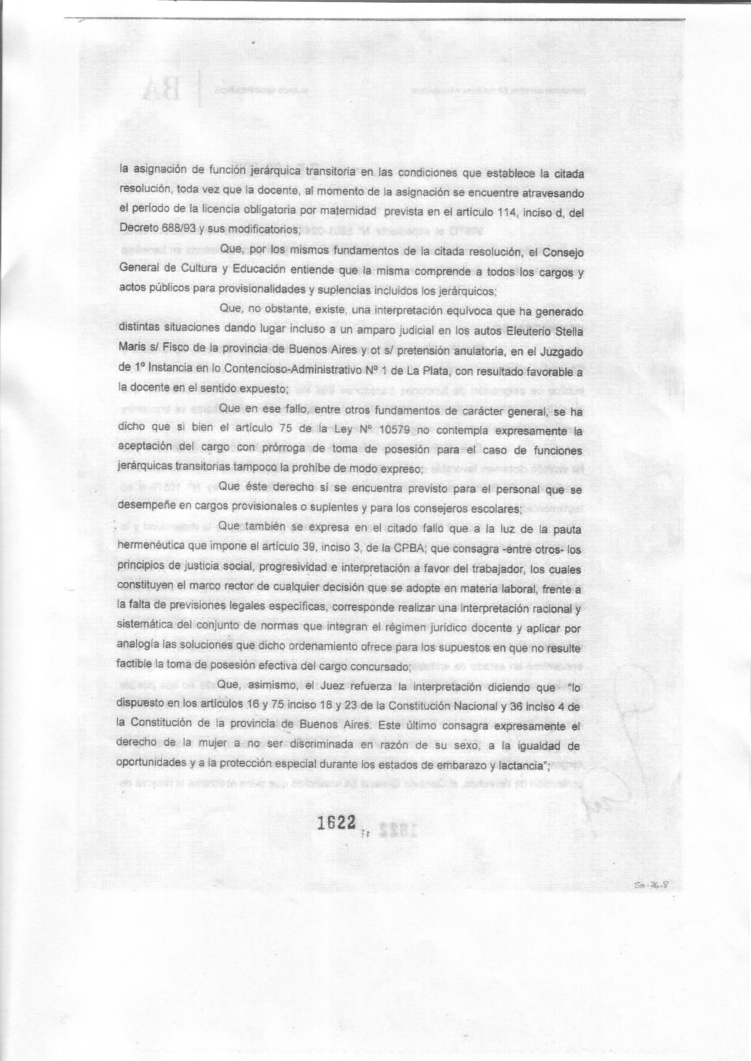 la asignación de función jerárquica transitoria en las condiciones que establece la citada
resolución, toda vez que la docente, al momento de la asignación se encuentre atravesando
el período de la licencia obligatoria por maternidad prevista en el artículo 114, inciso d, del
Decreto 688/93 y sus modificatorios;
Que, por los mismos fundamentos de la citada resolución, el Consejo
General de Cultura y Educación entiende que la misma comprende a todos los cargos y
actos públicos para provisionalidades y suplencias incluidos los jerárquicos;
Que, no obstante, existe, una interpretación equívoca que ha generado
distintas situaciones dando lugar incluso a un amparo judicial en los autos Eleuterio Stella
Maris s/ Fisco de la provincia de Buenos Aires y ot s/ pretensión anulatoria, en el Juzgado
de 1º Instancia en lo Contencioso-Administrativo Nº 1 de La Plata, con resultado favorable a
la docente en el sentido expuesto;
Que en ese fallo, entre otros fundamentos de carácter general, se ha
dicho que si bien el artículo 75 de la Ley Nº 10579 no contempla expresamente la
aceptación del cargo con prórroga de toma de posesión para el caso de funciones
jerárquicas transitorias tampoco la prohíbe de modo expreso;
Que éste derecho sí se encuentra previsto para el personal que se
desempeñe en cargos provisionales o suplentes y para los consejeros escolares;
Que también se expresa en el citado fallo que a la luz de la pauta
hermenéutica que impone el artículo 39, inciso 3, de la CPBA; que consagra -entre otros- los
principios de justicia social, progresividad e interpretación a favor del trabajador, los cuales
constituyen el marco rector de cualquier decisión que se adopte en materia laboral, frente a
la falta de previsiones legales específicas, corresponde realizar una interpretación racional y
sistemática del conjunto de normas que integran el régimen jurídico docente y aplicar por
analogía las soluciones que dicho ordenamiento ofrece para los supuestos en que no resulte
factible la toma de posesión efectiva del cargo concursado;
Que, asimismo, el Juez refuerza la interpretación diciendo que "lo
dispuesto en los artículos 16 y 75 inciso 18 y 23 de la Constitución Nacional y 36 inciso 4 de
la Constitución de la provincia de Buenos Aires. Este último consagra expresamente el
derecho de la mujer a no ser discriminada en razón de su sexo, a la igualdad de
oportunidades y a la protección especial durante los estados de embarazo y lactancia";
1622